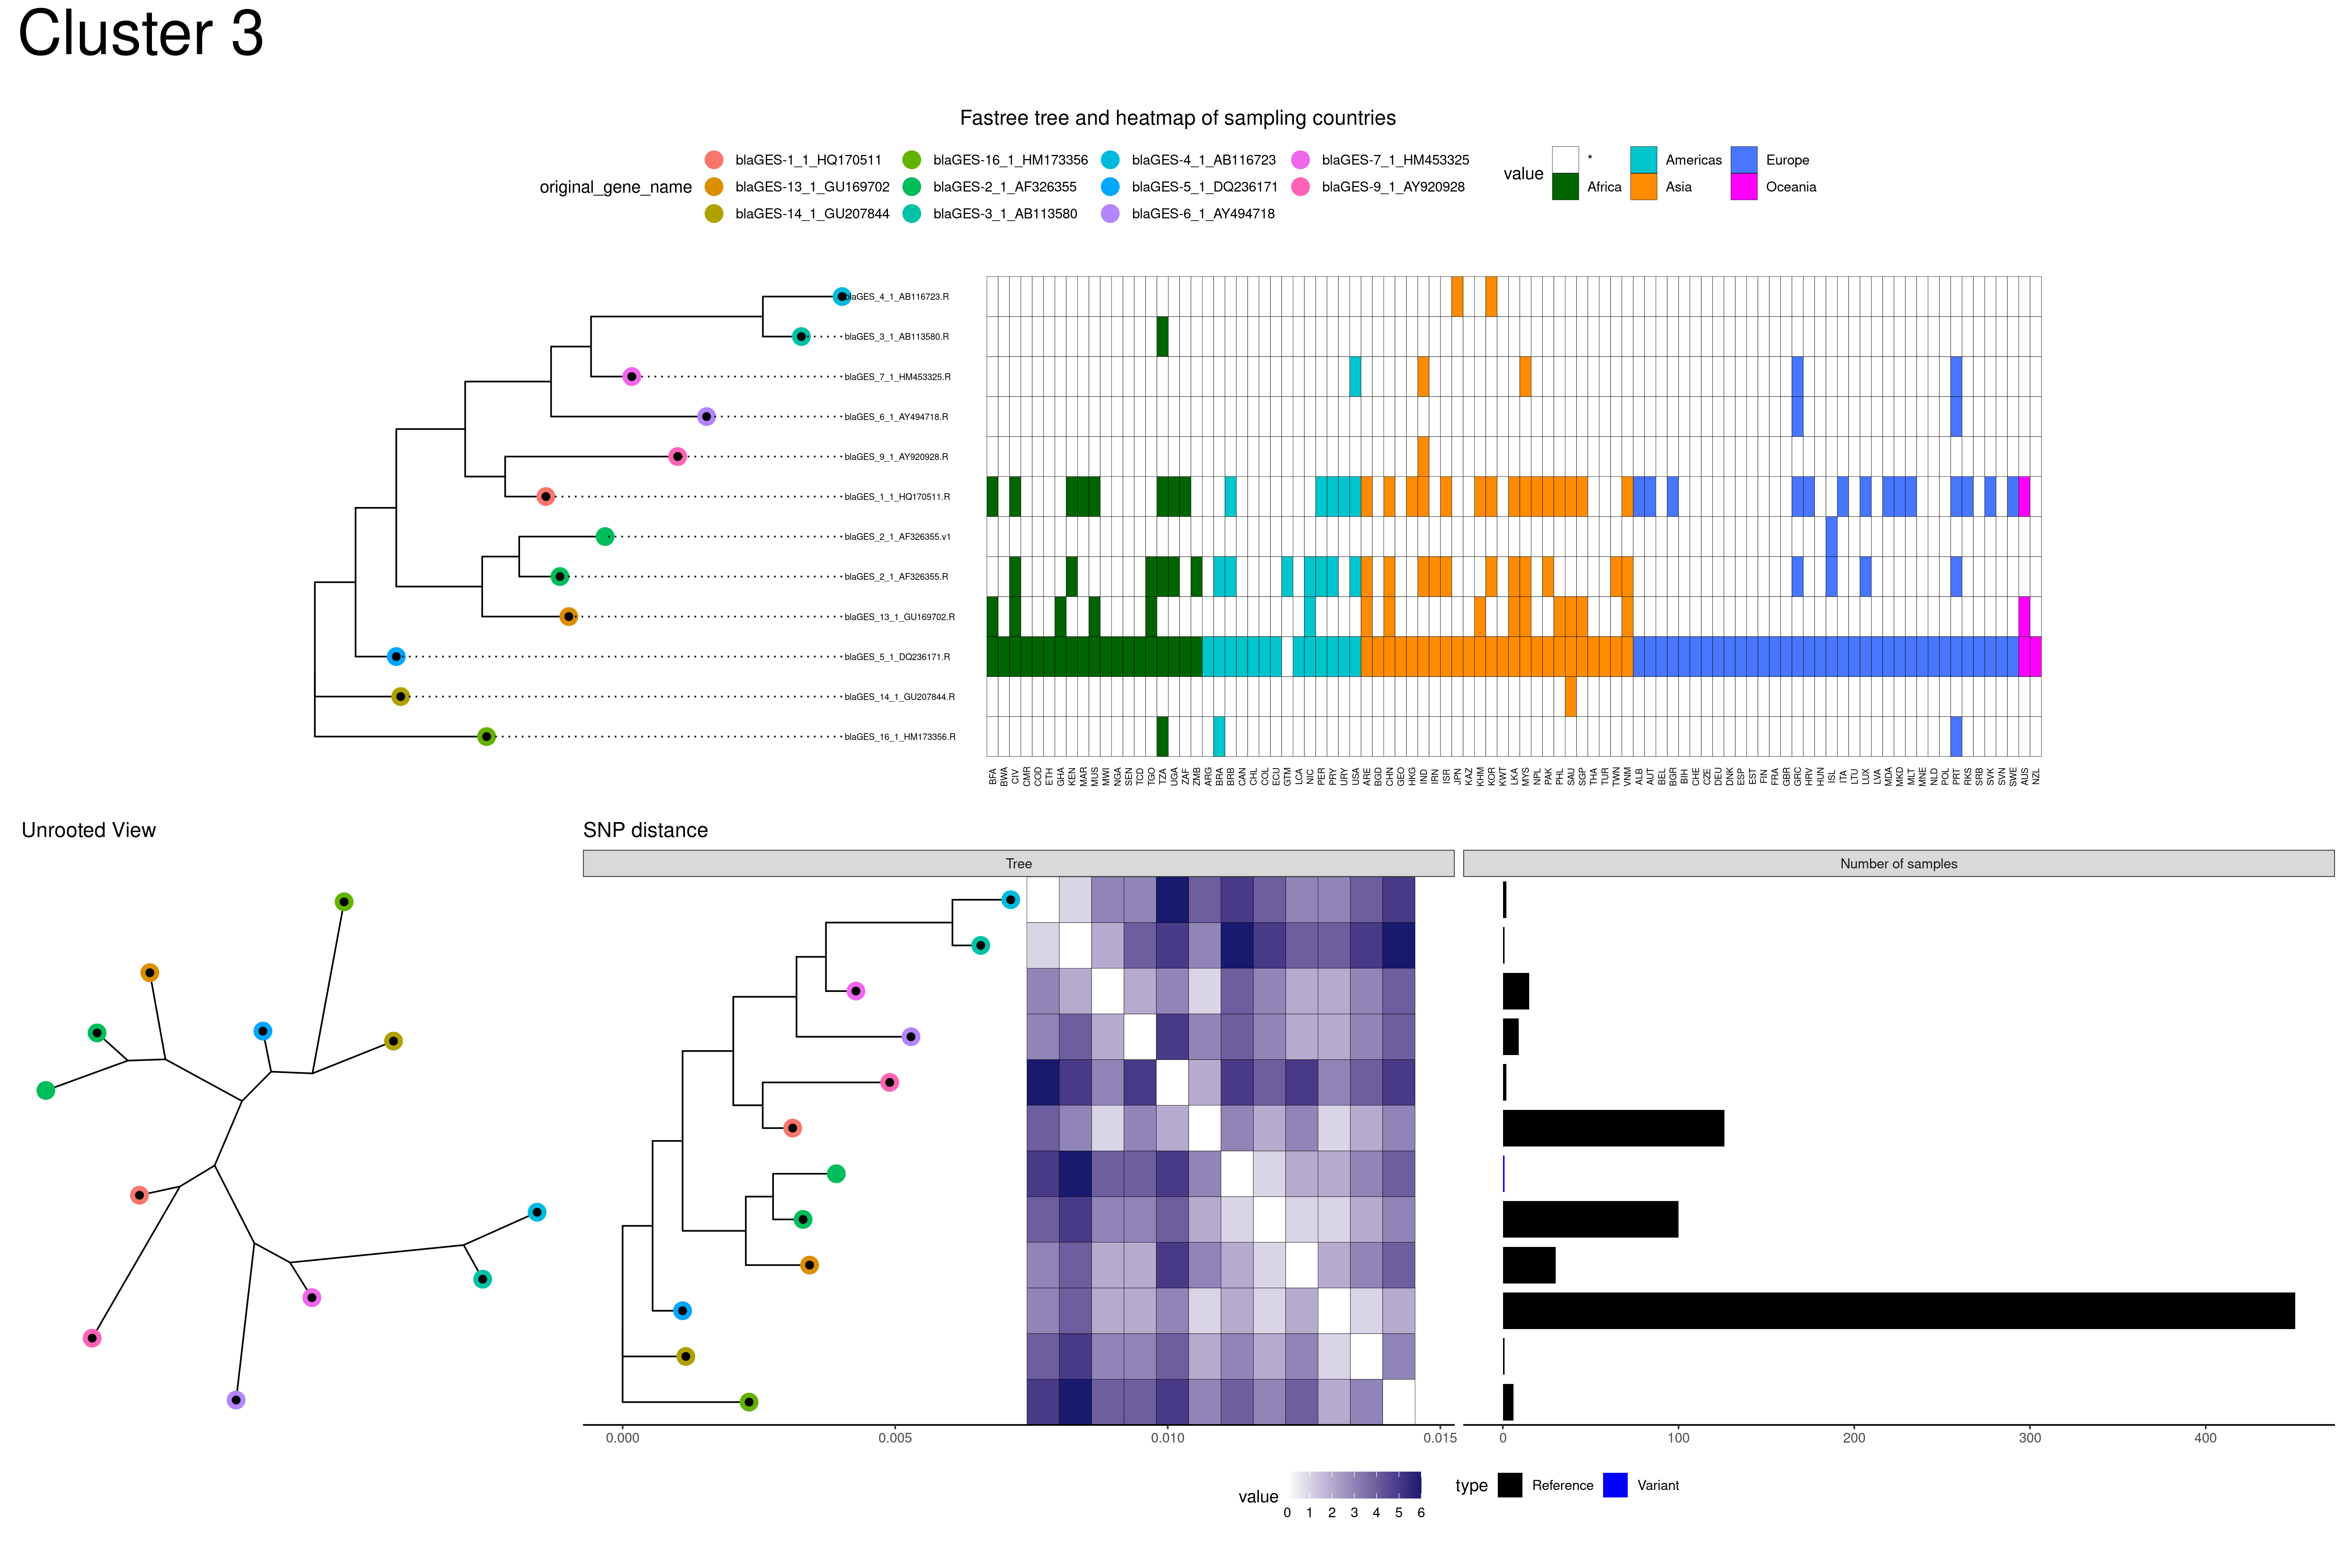 Cluster 3
Fastree tree and heatmap of sampling countries
original_gene_name
blaGES-1_1_HQ170511
blaGES-13_1_GU169702
blaGES-14_1_GU207844
blaGES-16_1_HM173356
blaGES-2_1_AF326355
blaGES-3_1_AB113580
blaGES-4_1_AB116723
blaGES-5_1_DQ236171
blaGES-6_1_AY494718
blaGES-7_1_HM453325
blaGES-9_1_AY920928
value
*
Africa
Americas
Asia
Europe
Oceania
blaGES_4_1_AB116723.R
blaGES_3_1_AB113580.R
blaGES_7_1_HM453325.R
blaGES_6_1_AY494718.R
blaGES_9_1_AY920928.R
blaGES_1_1_HQ170511.R
blaGES_2_1_AF326355.v1
blaGES_2_1_AF326355.R
blaGES_13_1_GU169702.R
blaGES_5_1_DQ236171.R
blaGES_14_1_GU207844.R
blaGES_16_1_HM173356.R
BFA BWA CIV CMR COD ETH GHA KEN MAR MUS MWI NGA SEN TCD TGO TZA UGA ZAF ZMB ARG BRA BRB CAN CHL COL ECU GTM LCA NIC PER PRY URY USA ARE BGD CHN GEO HKG IND IRN ISR JPN KAZ KHM KOR KWT LKA MYS NPL PAK PHL SAU SGP THA TUR TWN VNM ALB AUT BEL BGR BIH CHE CZE DEU DNK ESP EST FIN FRA GBR GRC HRV HUN ISL ITA LTU LUX LVA MDA MKD MLT MNE NLD NOR POL PRT RKS SRB SVK SVN SWE AUS NZL
Unrooted View
SNP distance
Tree
Number of samples
0.000 0.005 0.010 0.015
0 100 200 300 400
value
0 1 2 3 4 5 6
type
Reference
Variant